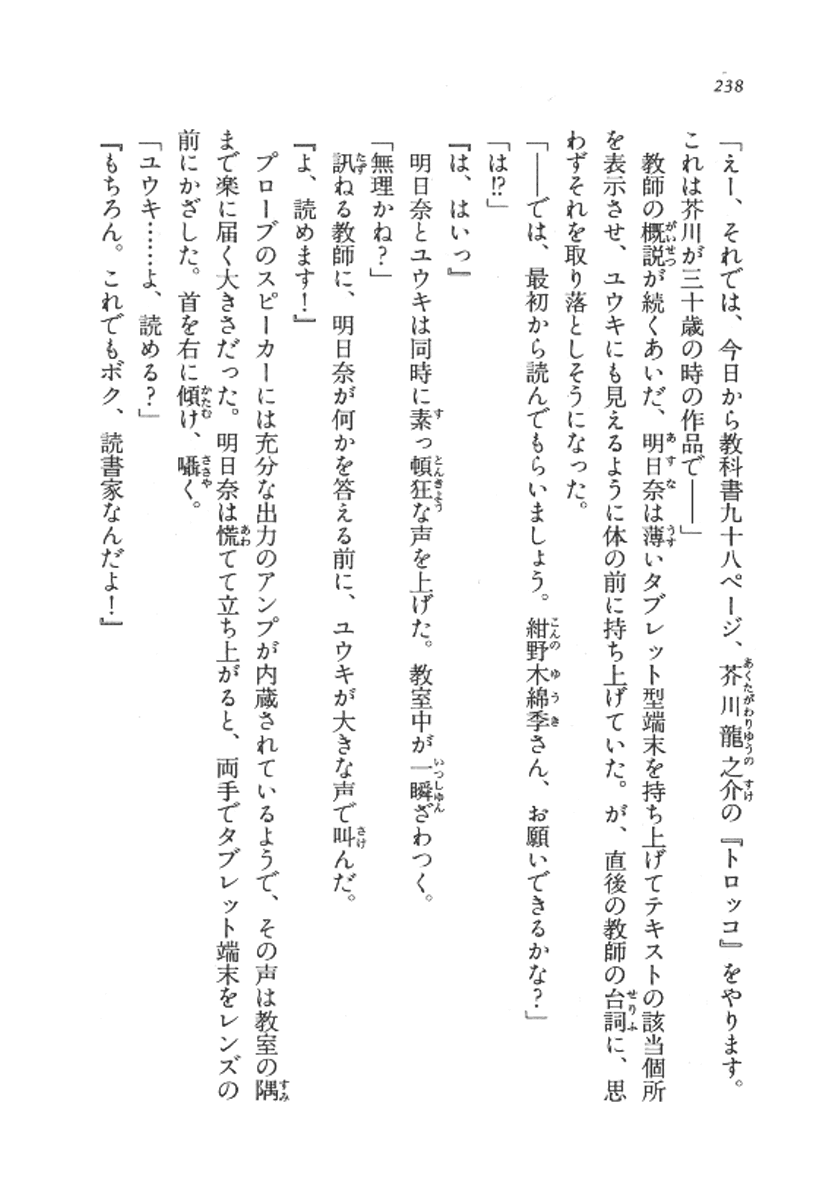 238
「えー、それでは、今日から教科書九十八ページ、芥川龍之介の『トロッコ』をやります。
これは芥川が三十歳の時の作品で――」
　教師の概説が続くあいだ、明日奈は薄いタブレット型端末を持ち上げてテキストの該当個所
を表示させ、ユウキにも見えるように体の前に持ち上げていた。が、直後の教師の台詞に、思
わずそれを取り落としそうになった。
「――では、最初から読んでもらいましょう。紺野木綿季さん、お願いできるかな？」
「は!?」
『は、はいっ』
　明日奈とユウキは同時に素っ頓狂な声を上げた。教室中が一瞬ざわつく。
「無理かね？」
　訊ねる教師に、明日奈が何かを答える前に、ユウキが大きな声で叫んだ。
『よ、読めます！』
　プローブのスピーカーには充分な出力のアンプが内蔵されているようで、その声は教室の隅
まで楽に届く大きさだった。明日奈は慌てて立ち上がると、両手でタブレット端末をレンズの
前にかざした。首を右に傾け、囁く。
「ユウキ……よ、読める？」
『もちろん。これでもボク、読書家なんだよ！』